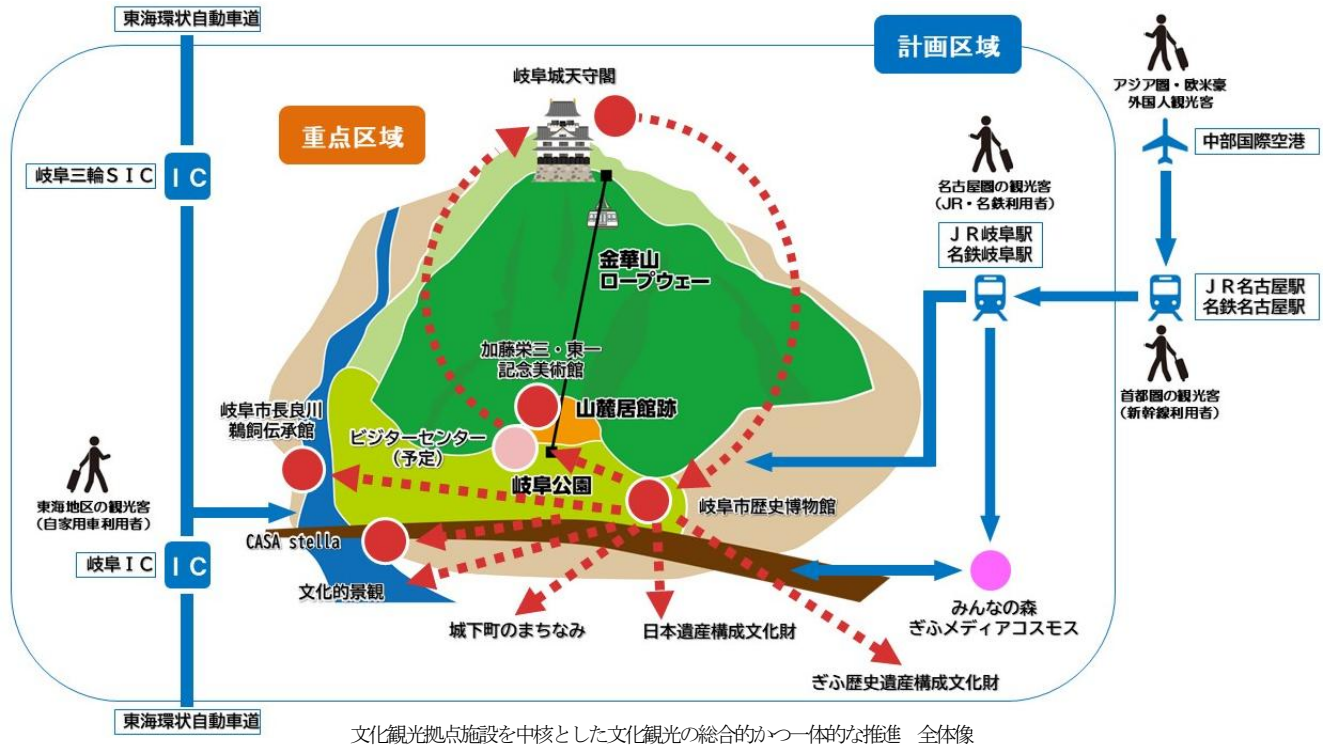 東海環状自動車道
計画区域
アジア圏・欧米豪
外国人観光客
岐阜城天守閣
重点区域
中部国際空港
岐阜三輪ＳＩＣ
ＩＣ
名古屋圏の観光客
（JR・名鉄利用者）
ＪＲ岐阜駅
名鉄岐阜駅
金華山
ロープウェー
ＪＲ名古屋駅
名鉄名古屋駅
加藤栄三・東一
記念美術館
首都圏の観光客
（新幹線利用者）
岐阜市長良川
鵜飼伝承館
山麓居館跡
ビジターセンター
（予定）
岐阜公園
岐阜市歴史博物館
東海地区の観光客
（自家用車利用者）
CASA stella
岐阜ＩＣ
ＩＣ
文化的景観
城下町のまちなみ
日本遺産構成文化財
みんなの森
ぎふメディアコスモス
ぎふ歴史遺産構成文化財
東海環状自動車道
文化観光拠点施設を中核とした文化観光の総合的かつ一体的な推進　全体像